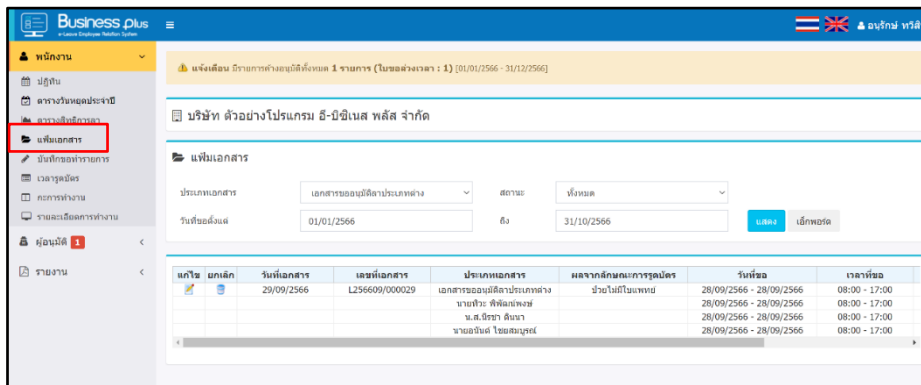 Business Plus
e-Leave Employee Relation System
อนุรักษ์ ทวีสิ
พนักงาน
ปฏิทิน
ตารางวันหยุดประจำปี
ตารางสิทธิการลา
แฟ้มเอกสาร
บันทึกขอทำรายการ
เวลารูดบัตร
กะการทำงาน
รายละเอียดการทำงาน
ผู้อนุมัติ 1
รายงาน
แจ้งเตือน มีรายการค้างอนุมัติทั้งหมด 1 รายการ (ใบขอล่วงเวลา : 1) [01/01/2566 - 31/12/2566]
บริษัท ตัวอย่างโปรแกรม อี-บิซิเนส พลัส จำกัด
แฟ้มเอกสาร
ประเภทเอกสาร เอกสารขออนุมัติลาประเภทต่าง สถานะ ทั้งหมด
วันที่ขอตั้งแต่ 01/01/2566 ถึง 31/10/2566 แสดง เอ็กพอร์ต
แก้ไข ยกเลิก วันที่เอกสาร เลขที่เอกสาร ประเภทเอกสาร ผลจากลักษณะการรูดบัตร วันที่ขอ เวลาที่ขอ
29/09/2566 L256609/000029 เอกสารขออนุมัติลาประเภทต่าง ป่วยไม่มีใบแพทย์ 28/09/2566 - 28/09/2566 08:00 - 17:00
นายทิวะ พิพัฒน์พงษ์ 28/09/2566 - 28/09/2566 08:00 - 17:00
น.ส.นิรชา ต้นนา 28/09/2566 - 28/09/2566 08:00 - 17:00
นายอนันต์ ไชยสมบูรณ์ 28/09/2566 - 28/09/2566 08:00 - 17:00